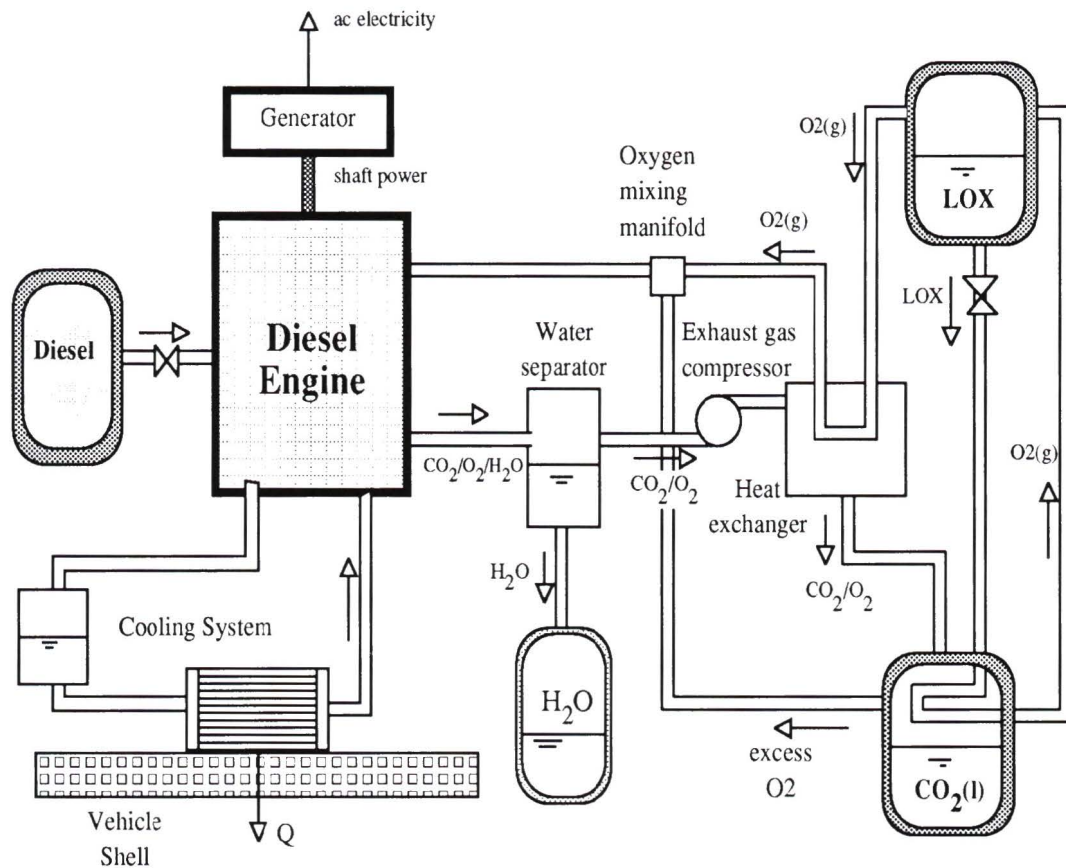 ac electricity
Generator
shaft power
Oxygen
mixing
manifold
O2(g)
LOX
O2(g)
LOX
Diesel
Diesel
Engine
Water
separator
Exhaust gas
compressor
CO2/O2/H2O
CO2/O2
Heat
exchanger
O2(g)
H2O
CO2/O2
Cooling System
H2O
excess
O2
CO2(l)
Vehicle
Shell
Q